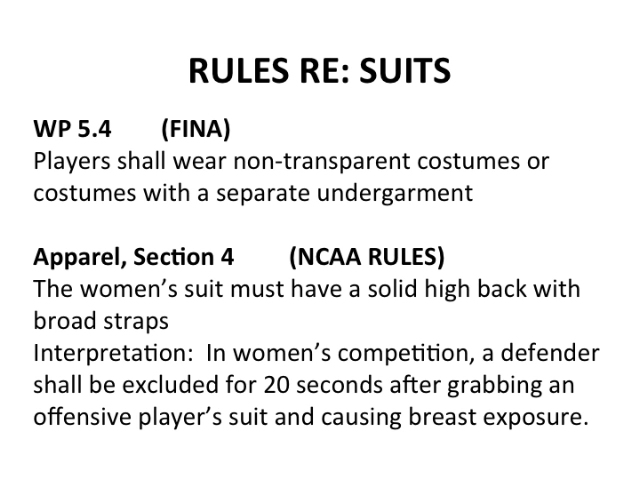 RULES RE: SUITS
WP 5.4 (FINA)
Players shall wear non-transparent costumes or
costumes with a separate undergarment
Apparel, Section 4 (NCAA RULES)
The women’s suit must have a solid high back with
broad straps
Interpretation: In women’s competition, a defender
shall be excluded for 20 seconds after grabbing an
offensive player’s suit and causing breast exposure.